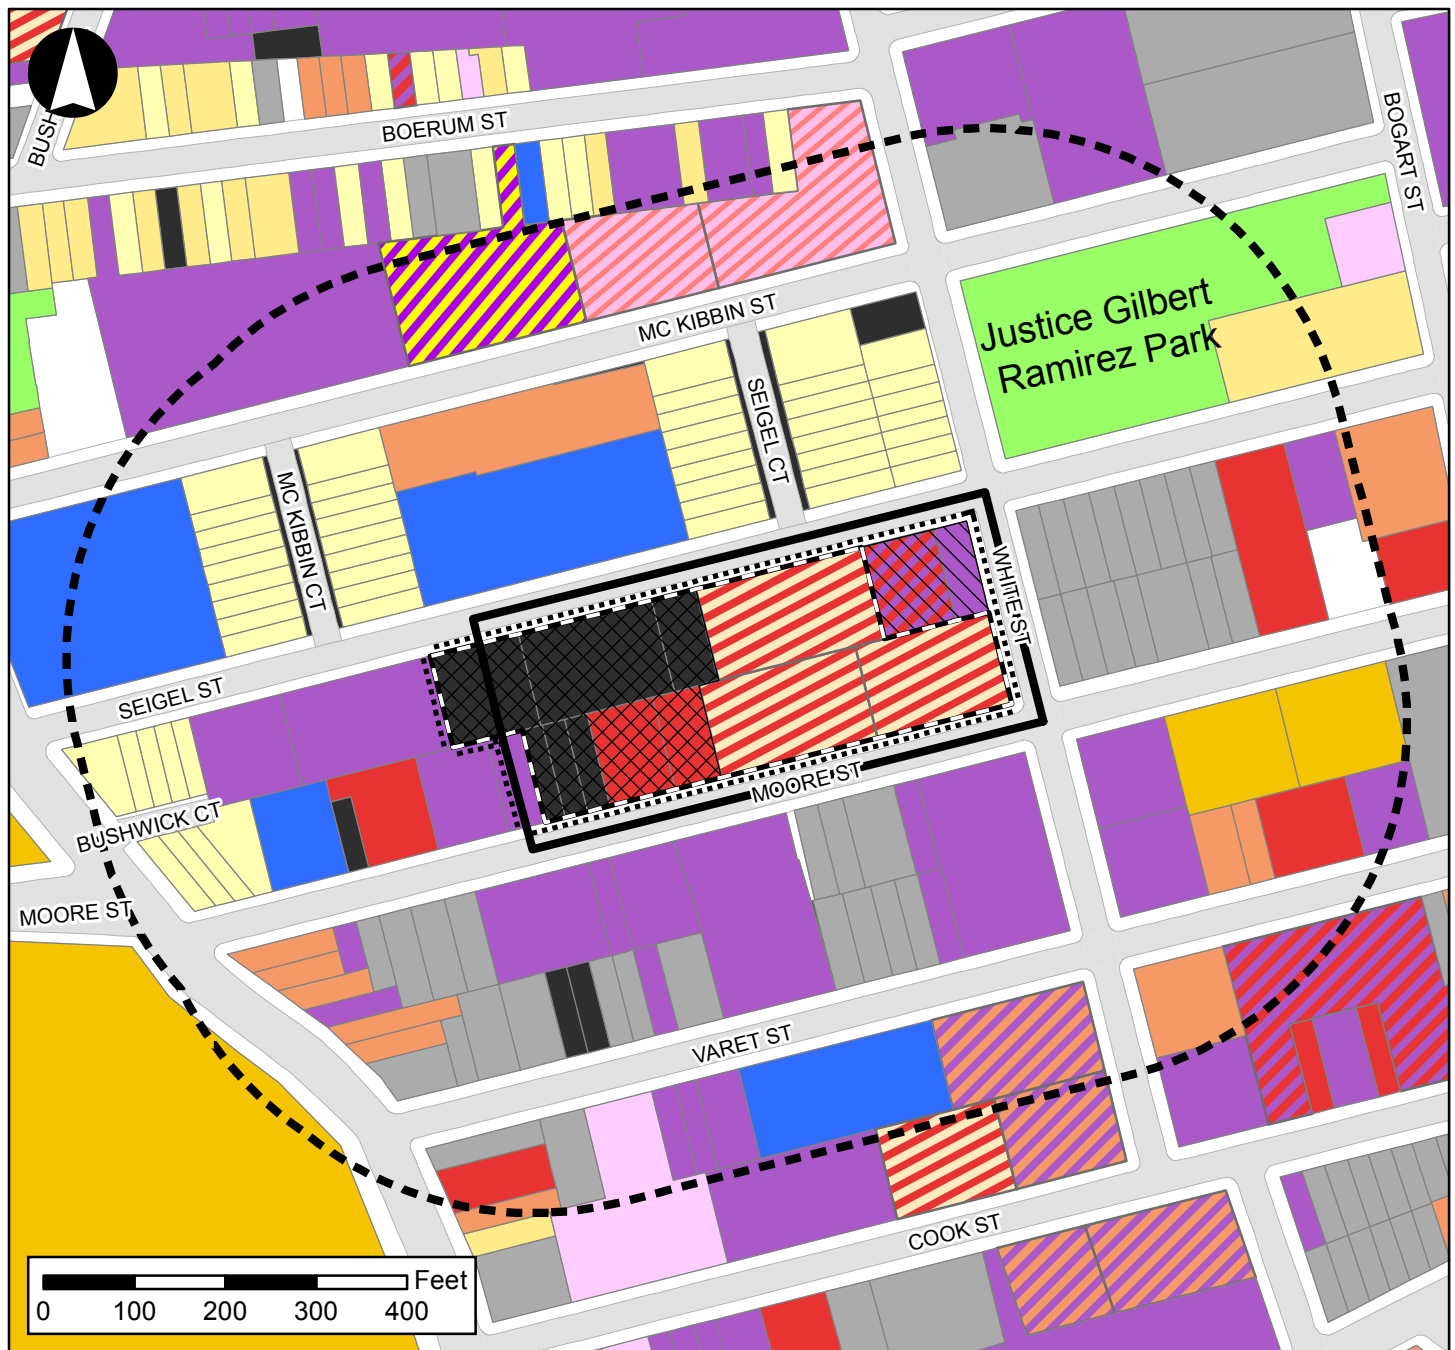 BUSH
BOERUM ST
BOGART ST
MC KIBBIN ST
Justice Gilbert
Ramirez Park
SEIGEL CT
MC KIBBIN CT
WHITE ST
SEIGEL ST
MOORE ST
BUSHWICK CT
MOORE ST
VARET ST
COOK ST
Feet
0 100 200 300 400